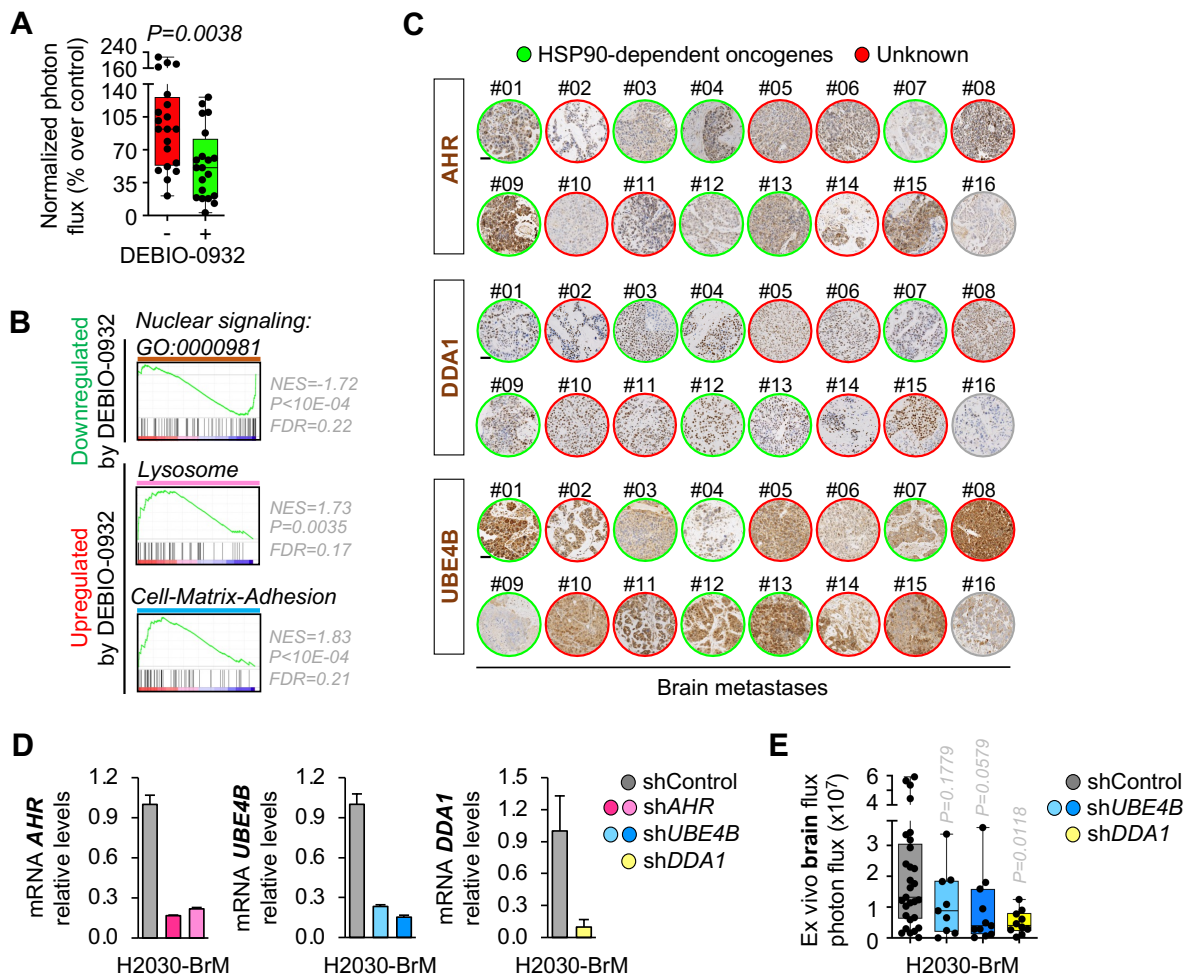 A
P=0.0038
Normalized photon
flux (% over control)
240
160
140
105
70
35
0
- +
DEBIO-0932
B
Downregulated
by DEBIO-0932
Nuclear signaling:
GO:0000981
NES=-1.72
P<10E-04
FDR=0.22
Upregulated
by DEBIO-0932
Lysosome
NES=1.73
P=0.0035
FDR=0.17
Cell-Matrix-Adhesion
NES=1.83
P<10E-04
FDR=0.21
C
HSP90-dependent oncogenes Unknown
AHR
#01 #02 #03 #04 #05 #06 #07 #08
#09 #10 #11 #12 #13 #14 #15 #16
DDA1
#01 #02 #03 #04 #05 #06 #07 #08
#09 #10 #11 #12 #13 #14 #15 #16
UBE4B
#01 #02 #03 #04 #05 #06 #07 #08
#09 #10 #11 #12 #13 #14 #15 #16
Brain metastases
D
mRNA AHR
relative levels
1.2
0.9
0.6
0.3
0.0
H2030-BrM
mRNA UBE4B
relative levels
1.2
0.9
0.6
0.3
0.0
H2030-BrM
mRNA DDA1
relative levels
1.5
1.2
0.9
0.6
0.3
0.0
H2030-BrM
shControl
shAHR
shUBE4B
shDDA1
E
Ex vivo brain flux
photon flux (x10⁷)
6
5
4
3
2
1
0
P=0.1779
P=0.0579
P=0.0118
H2030-BrM
shControl
shUBE4B
shDDA1